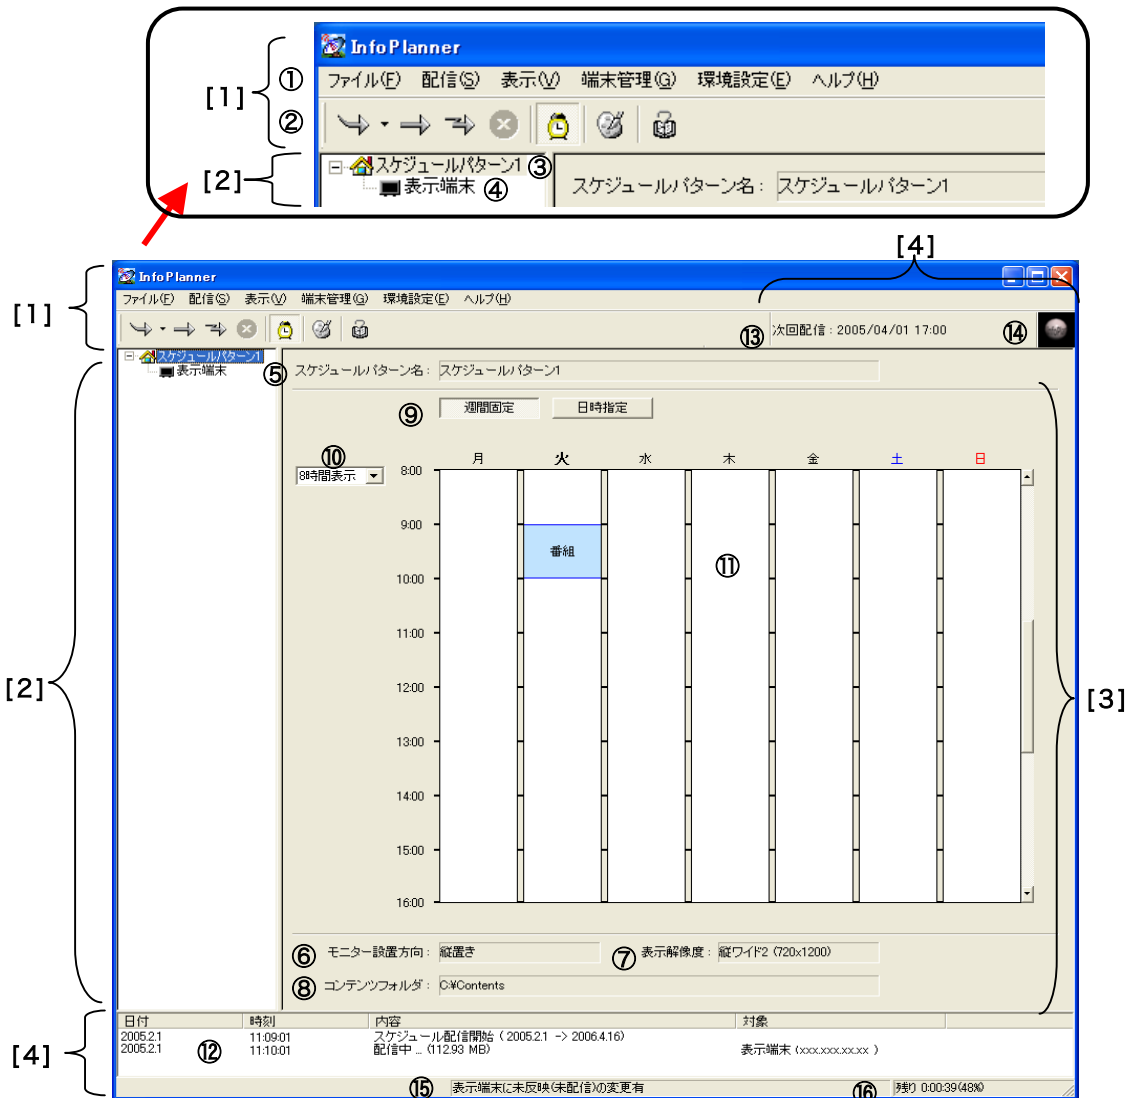 InfoPlanner
[1]
① ファイル(F) 配信(S) 表示(V) 端末管理(G) 環境設定(E) ヘルプ(H)
②
[2]
スケジュールパターン1 ③
表示端末 ④
スケジュールパターン名: スケジュールパターン1
[4]
InfoPlanner
[1]
ファイル(F) 配信(S) 表示(V) 端末管理(G) 環境設定(E) ヘルプ(H)
⑬ 次回配信:2005/04/01 17:00 ⑭
スケジュールパターン1
表示端末
⑤ スケジュールパターン名: スケジュールパターン1
⑨ 週間固定 日時指定
⑩
8時間表示
月 火 水 木 金 土 日
8:00
9:00
番組
⑪
10:00
11:00
12:00
[2]
[3]
13:00
14:00
15:00
16:00
⑥ モニター設置方向: 縦置き ⑦ 表示解像度: 縦ワイド2 (720x1200)
⑧ コンテンツフォルダ: C:¥Contents
[4]
日付 時刻 内容 対象
2005.2.1 11:09:01 スケジュール配信開始 (2005.2.1 -> 2006.4.16)
2005.2.1 ⑫ 11:10:01 配信中 ... (112.93 MB) 表示端末 (xxx.xxx.xx.xx )
⑮ 表示端末に未反映(未配信)の変更有 ⑯ 残り 0:00:39(48%)